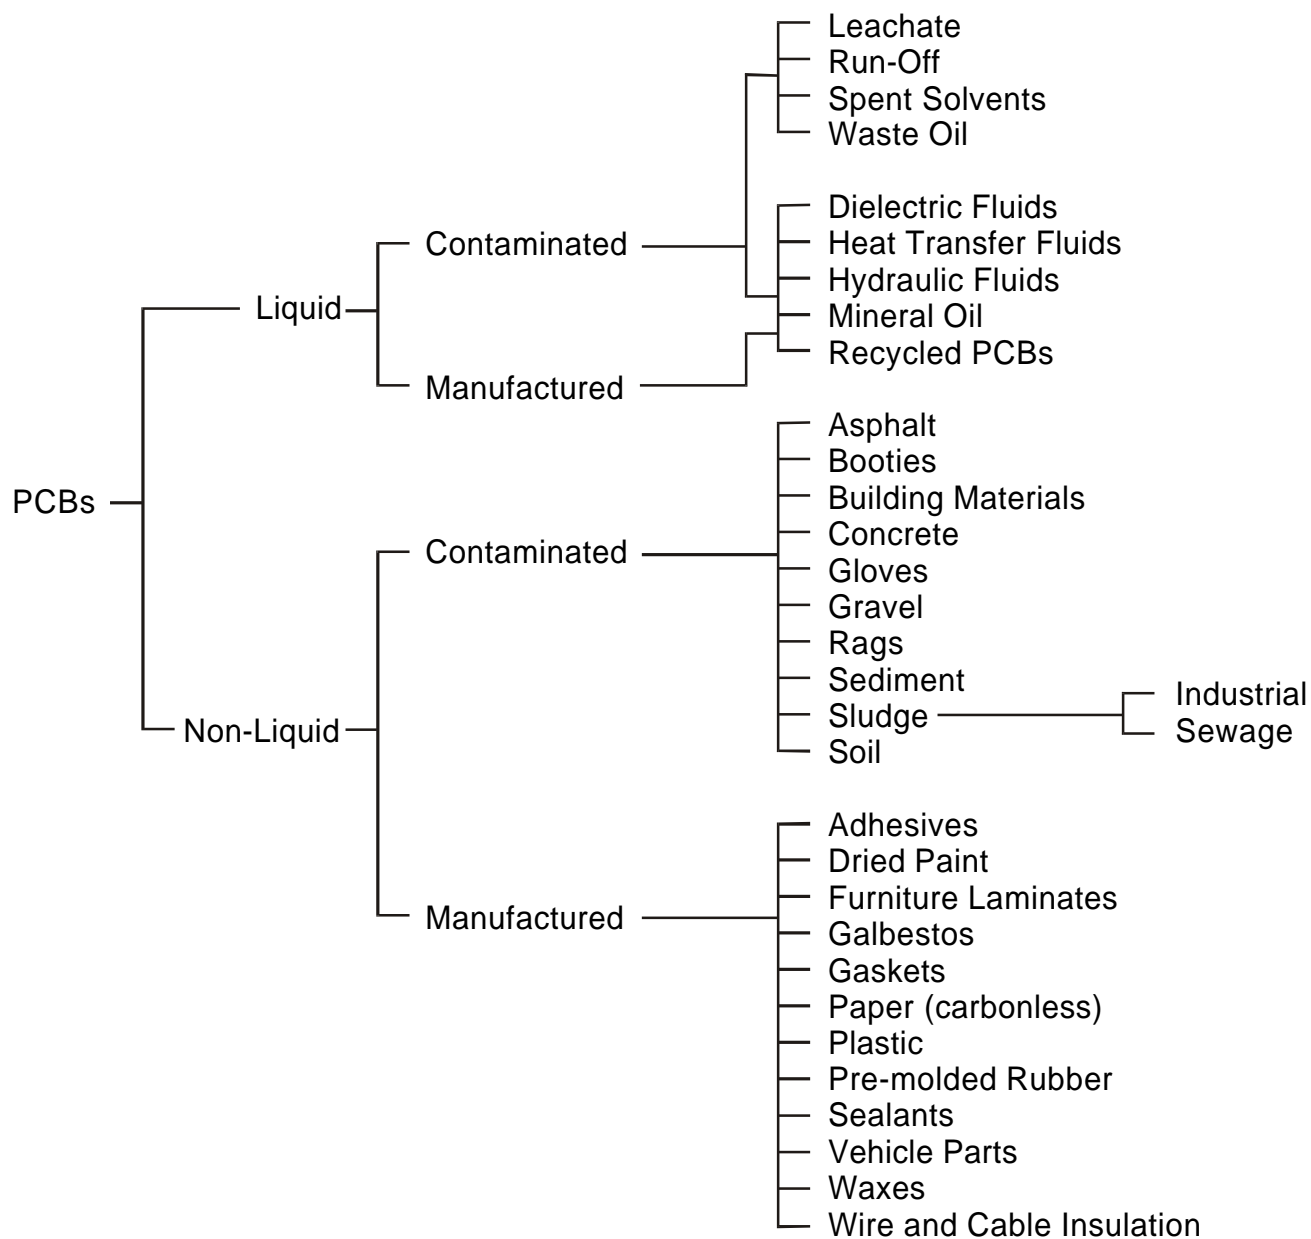 Leachate
Run-Off
Spent Solvents
Waste Oil
Dielectric Fluids
Contaminated
Heat Transfer Fluids
Hydraulic Fluids
Liquid
Mineral Oil
Recycled PCBs
Manufactured
Asphalt
Booties
PCBs
Building Materials
Concrete
Contaminated
Gloves
Gravel
Rags
Sediment
Industrial
Sludge
Sewage
Non-Liquid
Soil
Adhesives
Dried Paint
Furniture Laminates
Manufactured
Galbestos
Gaskets
Paper (carbonless)
Plastic
Pre-molded Rubber
Sealants
Vehicle Parts
Waxes
Wire and Cable Insulation